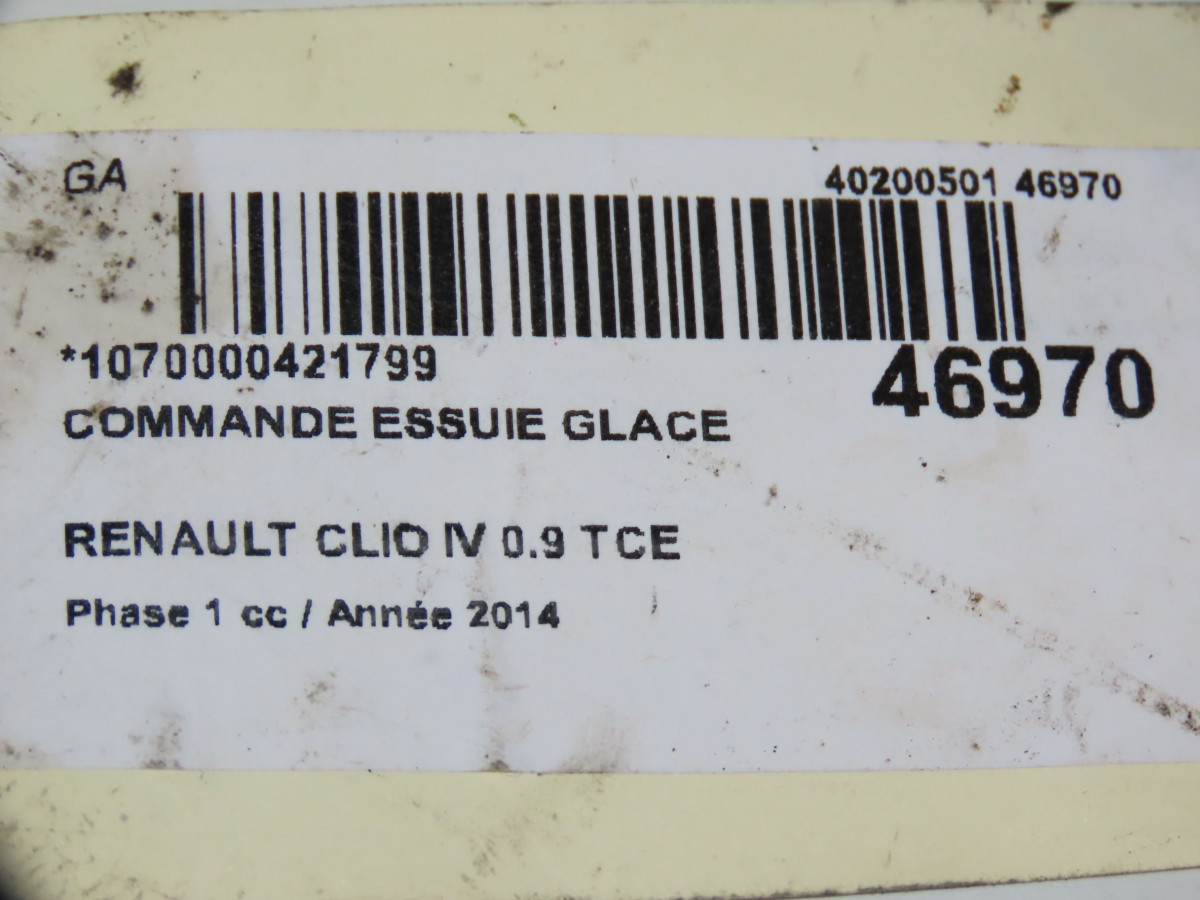 GA 40200501 46970
*1070000421799 46970
COMMANDE ESSUIE GLACE
RENAULT CLIO IV 0.9 TCE
Phase 1 cc / Année 2014